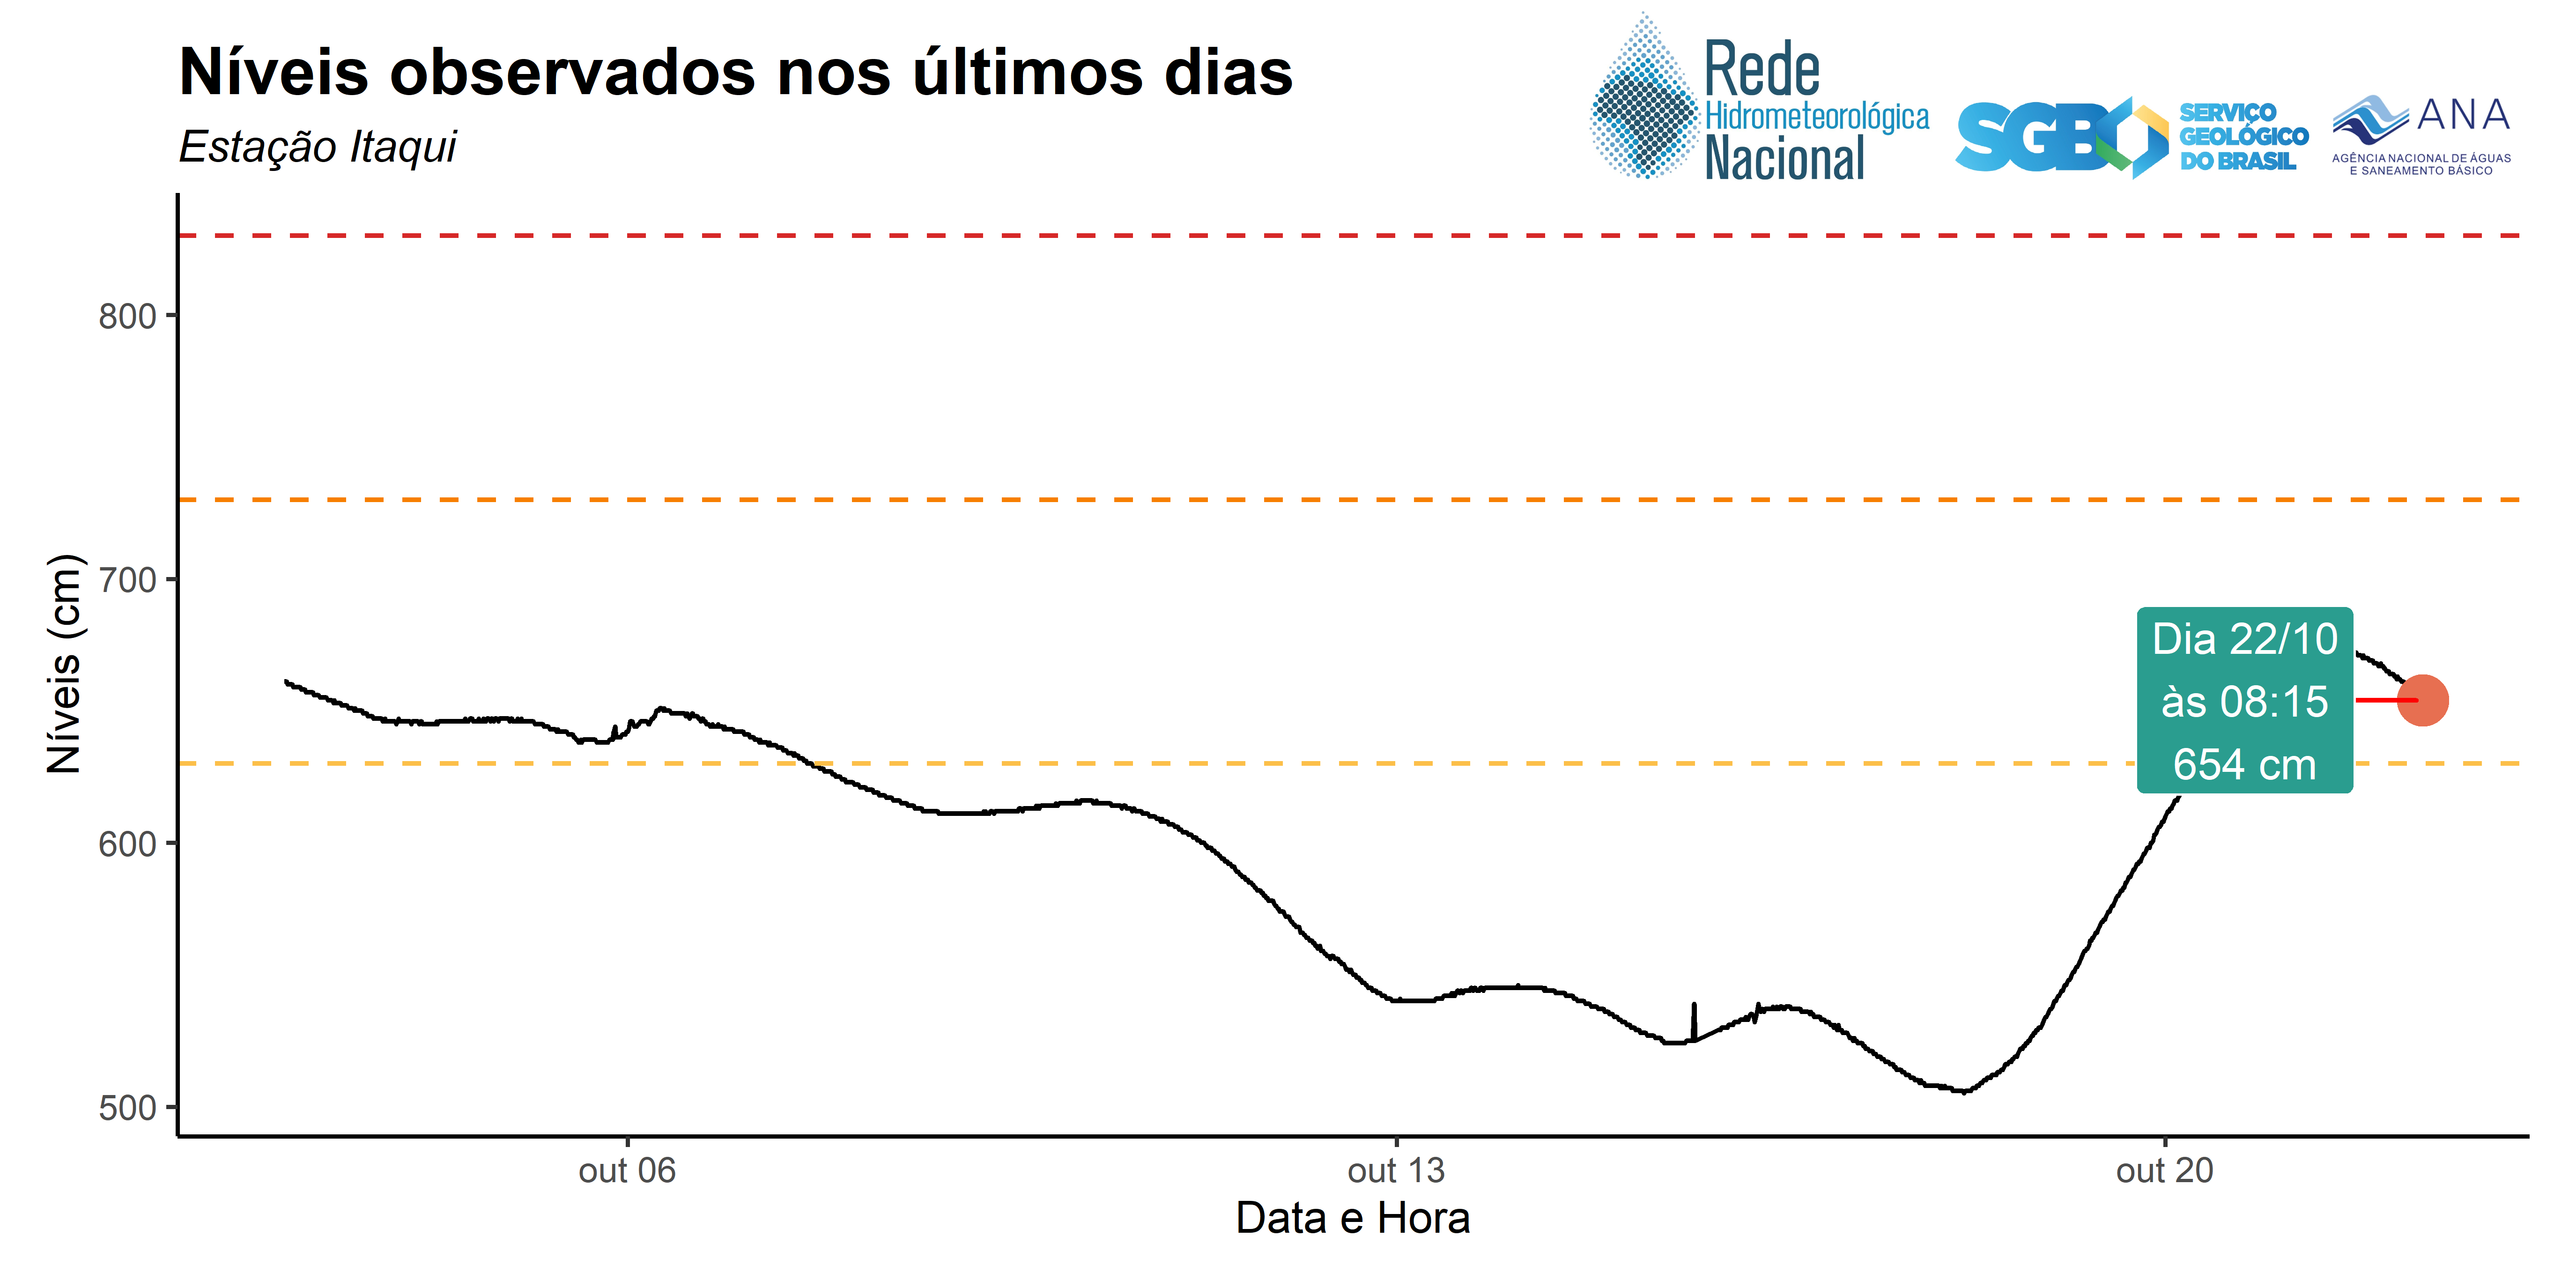 Níveis observados nos últimos dias
Estação Itaqui
Rede
Hidrometeorológica
Nacional
SGB
SERVIÇO
GEOLÓGICO
DO BRASIL
ANA
AGÊNCIA NACIONAL DE ÁGUAS
E SANEAMENTO BÁSICO
Níveis (cm)
800
700
600
500
Dia 22/10
às 08:15
654 cm
out 06
out 13
out 20
Data e Hora